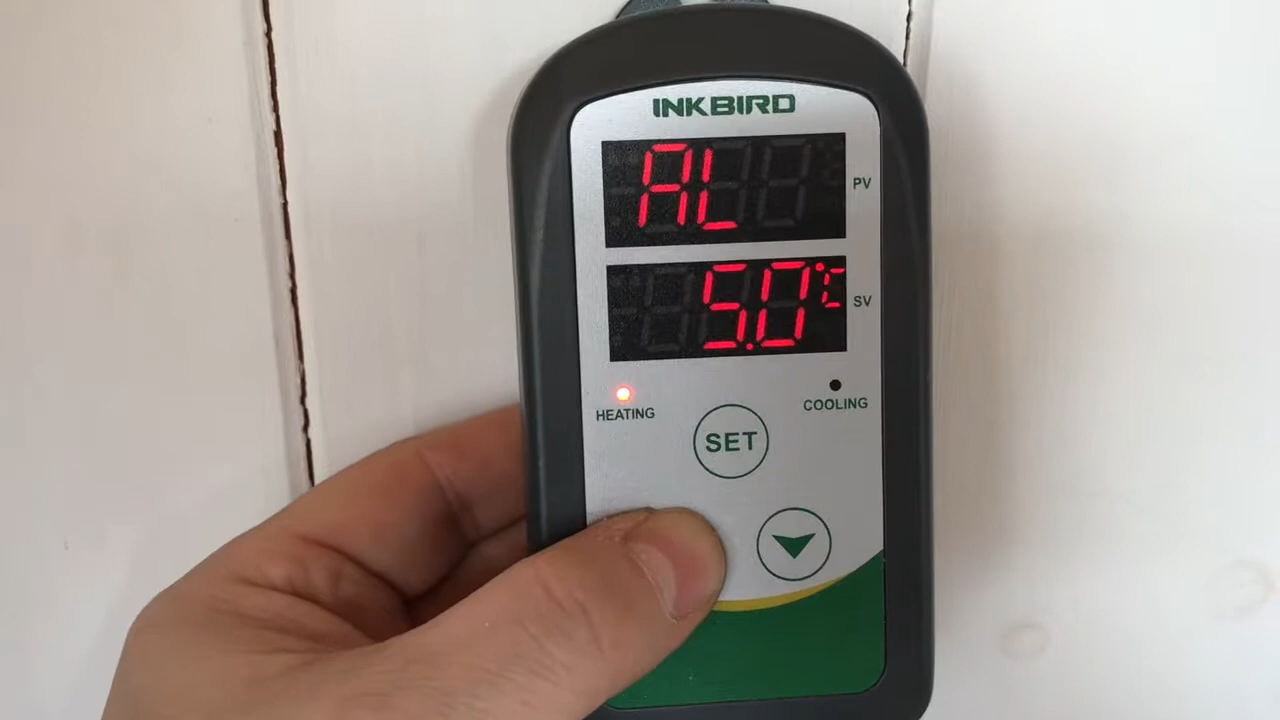 INKBIRD
AL
PV
5.0°C
SV
HEATING
COOLING
SET